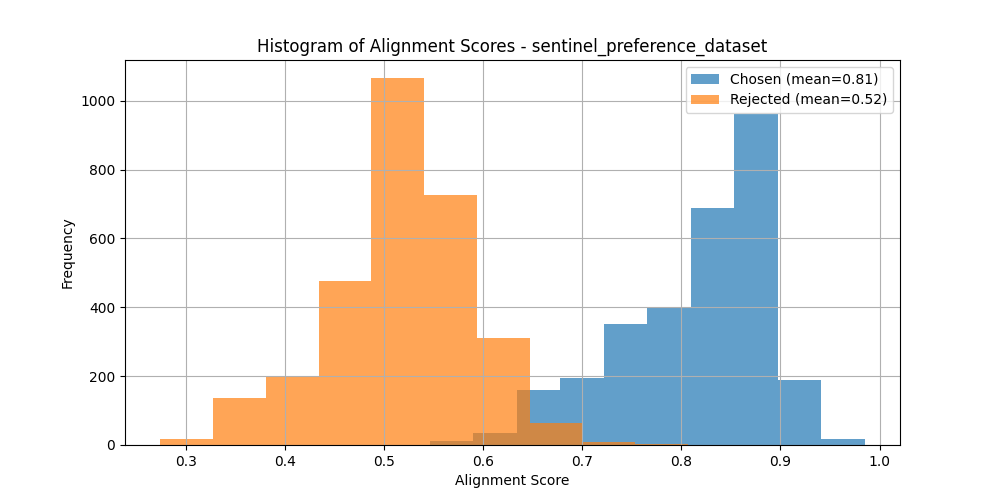 Histogram of Alignment Scores - sentinel_preference_dataset
Chosen (mean=0.81)
Rejected (mean=0.52)
1000
800
600
400
200
0
Frequency
0.3 0.4 0.5 0.6 0.7 0.8 0.9 1.0
Alignment Score